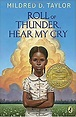 MILDRED D. TAYLOR
ROLL OF THUNDER,
HEAR MY CRY